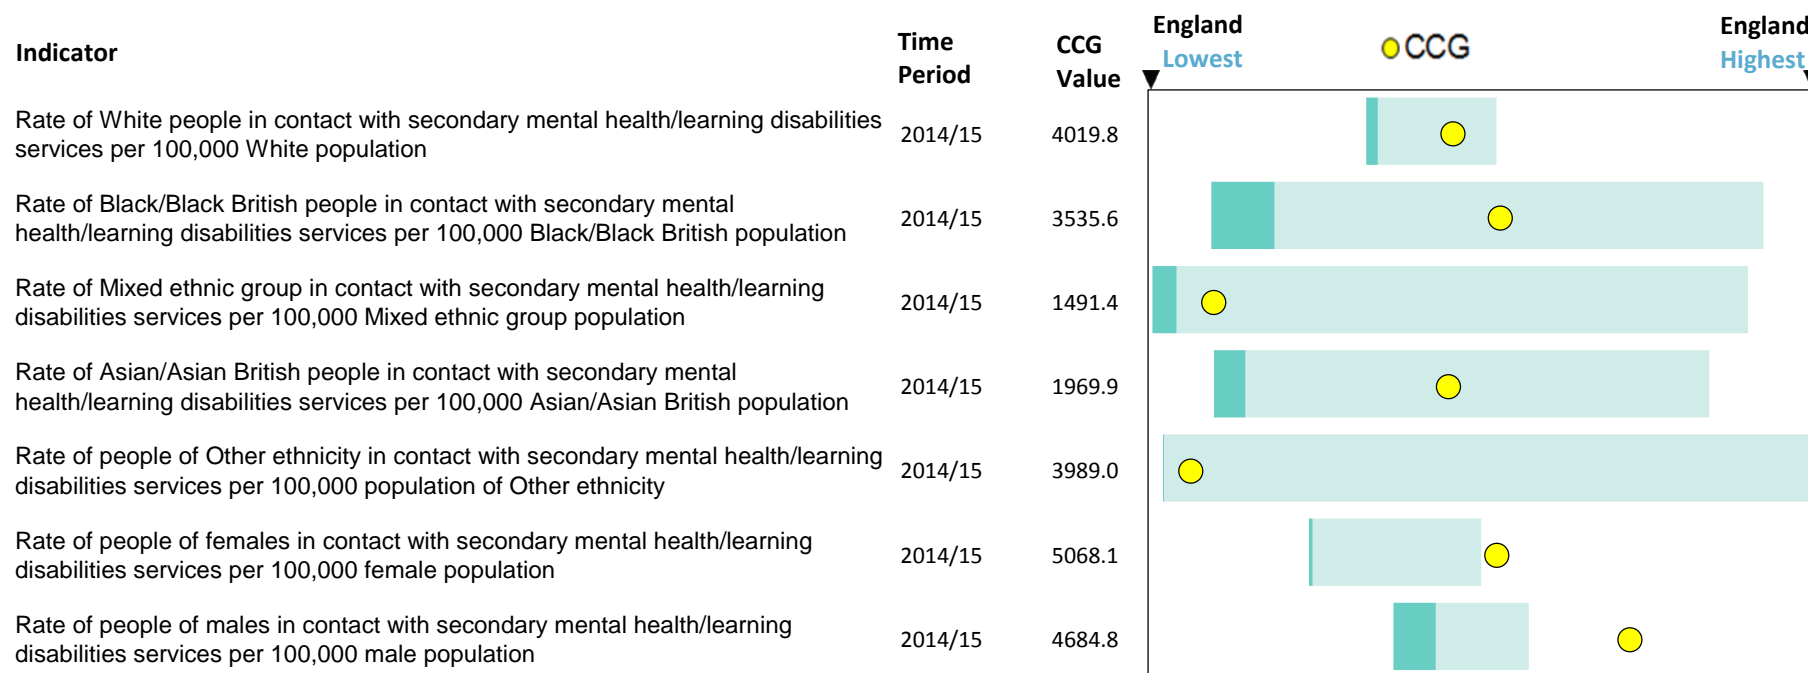 Indicator
Time
Period
CCG
Value
England
Lowest
CCG
England
Highest
Rate of White people in contact with secondary mental health/learning disabilities
services per 100,000 White population
2014/15
4019.8
Rate of Black/Black British people in contact with secondary mental
health/learning disabilities services per 100,000 Black/Black British population
2014/15
3535.6
Rate of Mixed ethnic group in contact with secondary mental health/learning
disabilities services per 100,000 Mixed ethnic group population
2014/15
1491.4
Rate of Asian/Asian British people in contact with secondary mental
health/learning disabilities services per 100,000 Asian/Asian British population
2014/15
1969.9
Rate of people of Other ethnicity in contact with secondary mental health/learning
disabilities services per 100,000 population of Other ethnicity
2014/15
3989.0
Rate of people of females in contact with secondary mental health/learning
disabilities services per 100,000 female population
2014/15
5068.1
Rate of people of males in contact with secondary mental health/learning
disabilities services per 100,000 male population
2014/15
4684.8